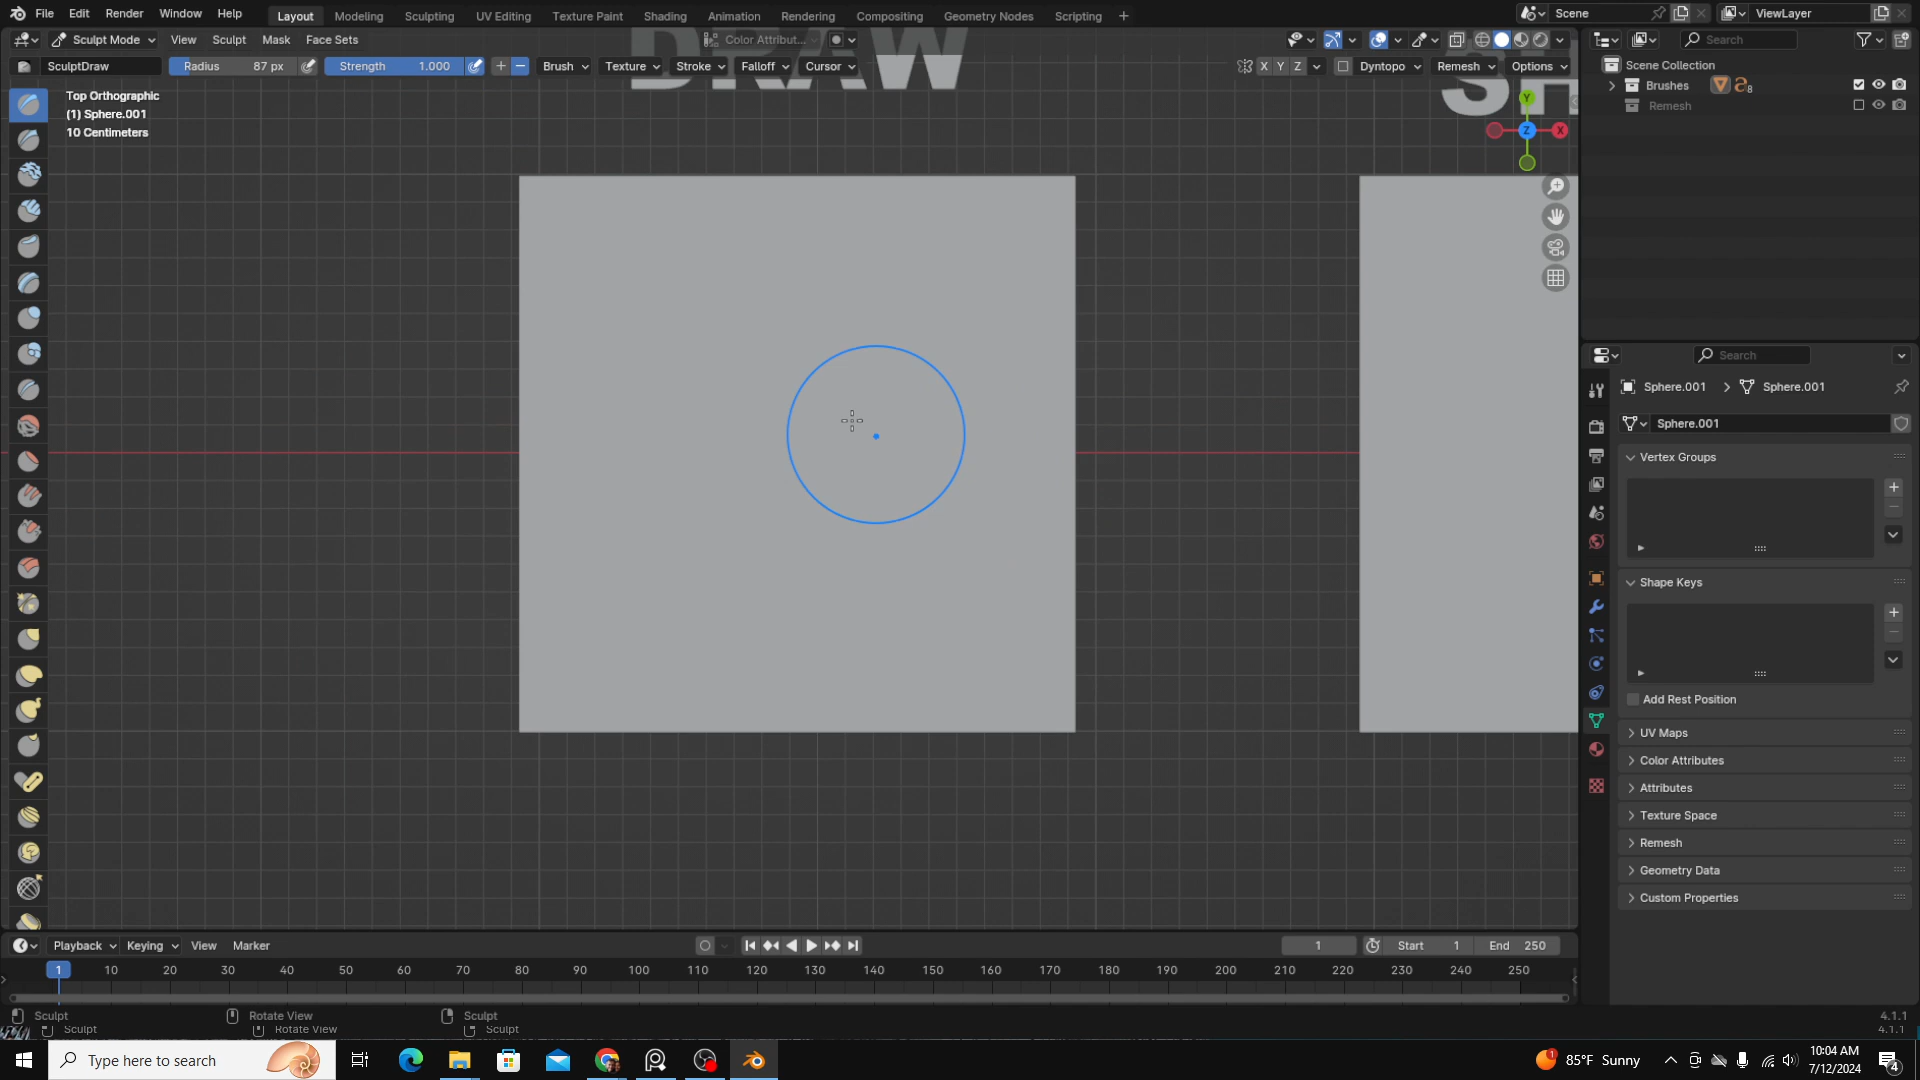 File Edit Render Window Help Layout Modeling Sculpting UV Editing Texture Paint Shading Animation Rendering Compositing Geometry Nodes Scripting + Scene ViewLayer
Sculpt Mode View Sculpt Mask Face Sets Color Attribut... Search
DRAW
SculptDraw Radius 87 px Strength 1.000 Brush Texture Stroke Falloff Cursor X Y Z Dyntopo Remesh Options
Scene Collection
Brushes 8
Remesh
Top Orthographic
(1) Sphere.001
10 Centimeters
Y
Z X
Search
Sphere.001 > Sphere.001
Sphere.001
Vertex Groups
Shape Keys
Add Rest Position
UV Maps
Color Attributes
Attributes
Texture Space
Remesh
Geometry Data
Custom Properties
Playback Keying View Marker 1 Start 1 End 250
1 10 20 30 40 50 60 70 80 90 100 110 120 130 140 150 160 170 180 190 200 210 220 230 240 250
Sculpt Rotate View Sculpt 4.1.1
Sculpt Rotate View Sculpt 4.1.1
Type here to search 1 85°F Sunny 10:04 AM
7/12/2024 4